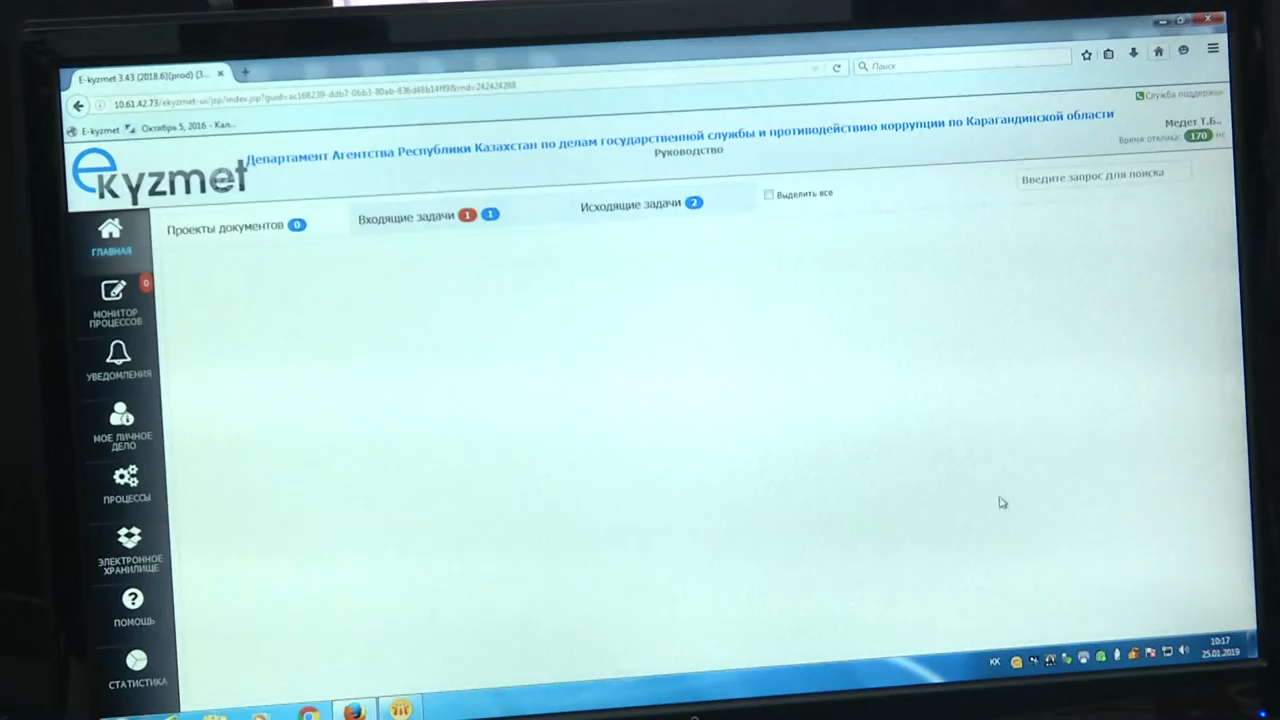 E-kyzmet 3.43 (2018.6)(prod) (3...
Поиск
E-kyzmet
Октябрь 5, 2016 - Кал...
Служба поддержки
Департамент Агентства Республики Казахстан по делам государственной службы и противодействию коррупции по Карагандинской области
Руководство
Медет Т.Б..
Время отклика: 170 мс
eкүzmet
Введите запрос для поиска
Проекты документов 0
Входящие задачи 1 1
Исходящие задачи 2
Выделить все
ГЛАВНАЯ
0
МОНИТОР
ПРОЦЕССОВ
УВЕДОМЛЕНИЯ
МОЕ ЛИЧНОЕ
ДЕЛО
ПРОЦЕССЫ
ЭЛЕКТРОННОЕ
ХРАНИЛИЩЕ
ПОМОЩЬ
СТАТИСТИКА
KK
10:17
25.01.2019